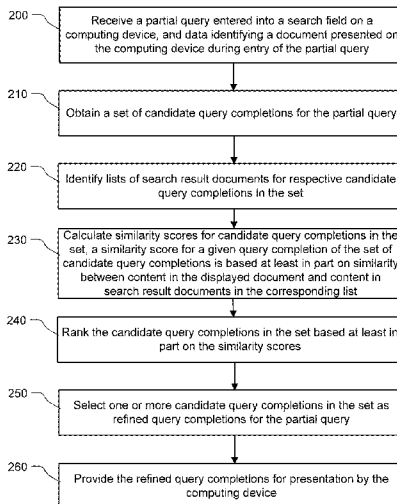 200
Receive a partial query entered into a search field on a
computing device, and data identifying a document presented on
the computing device during entry of the partial query
210
Obtain a set of candidate query completions for the partial query
220
Identify lists of search result documents for respective candidate
query completions in the set
230
Calculate similarity scores for candidate query completions in the
set, a similarity score for a given query completion of the set of
candidate query completions is based at least in part on similarity
between content in the displayed document and content in
search result documents in the corresponding list
240
Rank the candidate query completions in the set based at least in
part on the similarity scores
250
Select one or more candidate query completions in the set as
refined query completions for the partial query
260
Provide the refined query completions for presentation by the
computing device